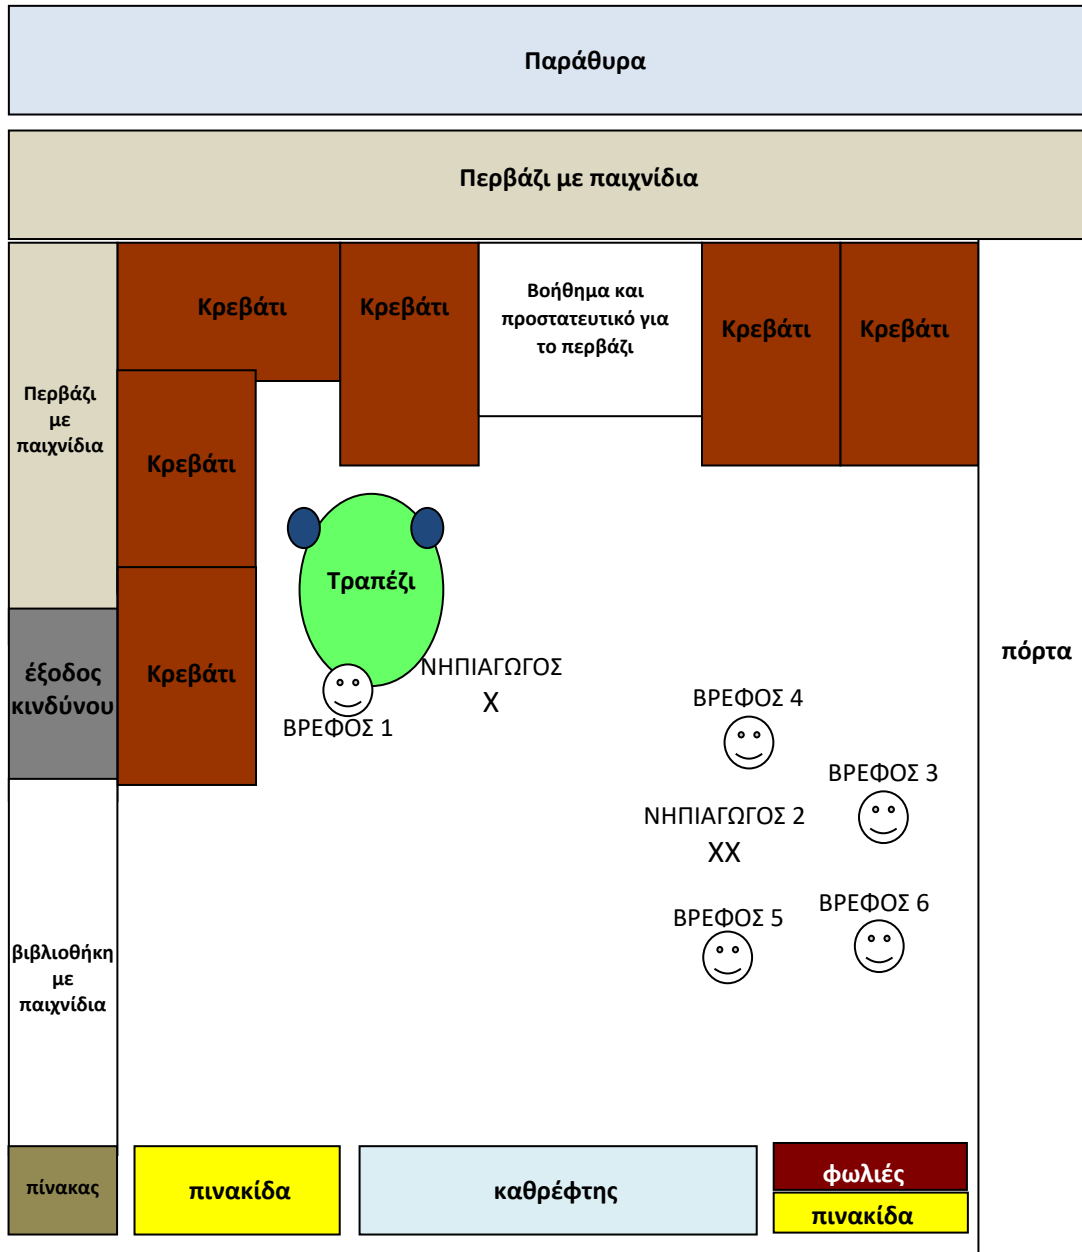 Παράθυρα
Περβάζι με παιχνίδια
Κρεβάτι
Κρεβάτι
Βοήθημα και
προστατευτικό για
το περβάζι
Κρεβάτι
Κρεβάτι
Περβάζι
με
παιχνίδια
Κρεβάτι
Τραπέζι
Κρεβάτι
έξοδος
κινδύνου
ΝΗΠΙΑΓΩΓΟΣ
Χ
ΒΡΕΦΟΣ 1
πόρτα
ΒΡΕΦΟΣ 4
ΒΡΕΦΟΣ 3
ΝΗΠΙΑΓΩΓΟΣ 2
ΧΧ
ΒΡΕΦΟΣ 5
ΒΡΕΦΟΣ 6
βιβλιοθήκη
με
παιχνίδια
πίνακας
πινακίδα
καθρέφτης
φωλιές
πινακίδα